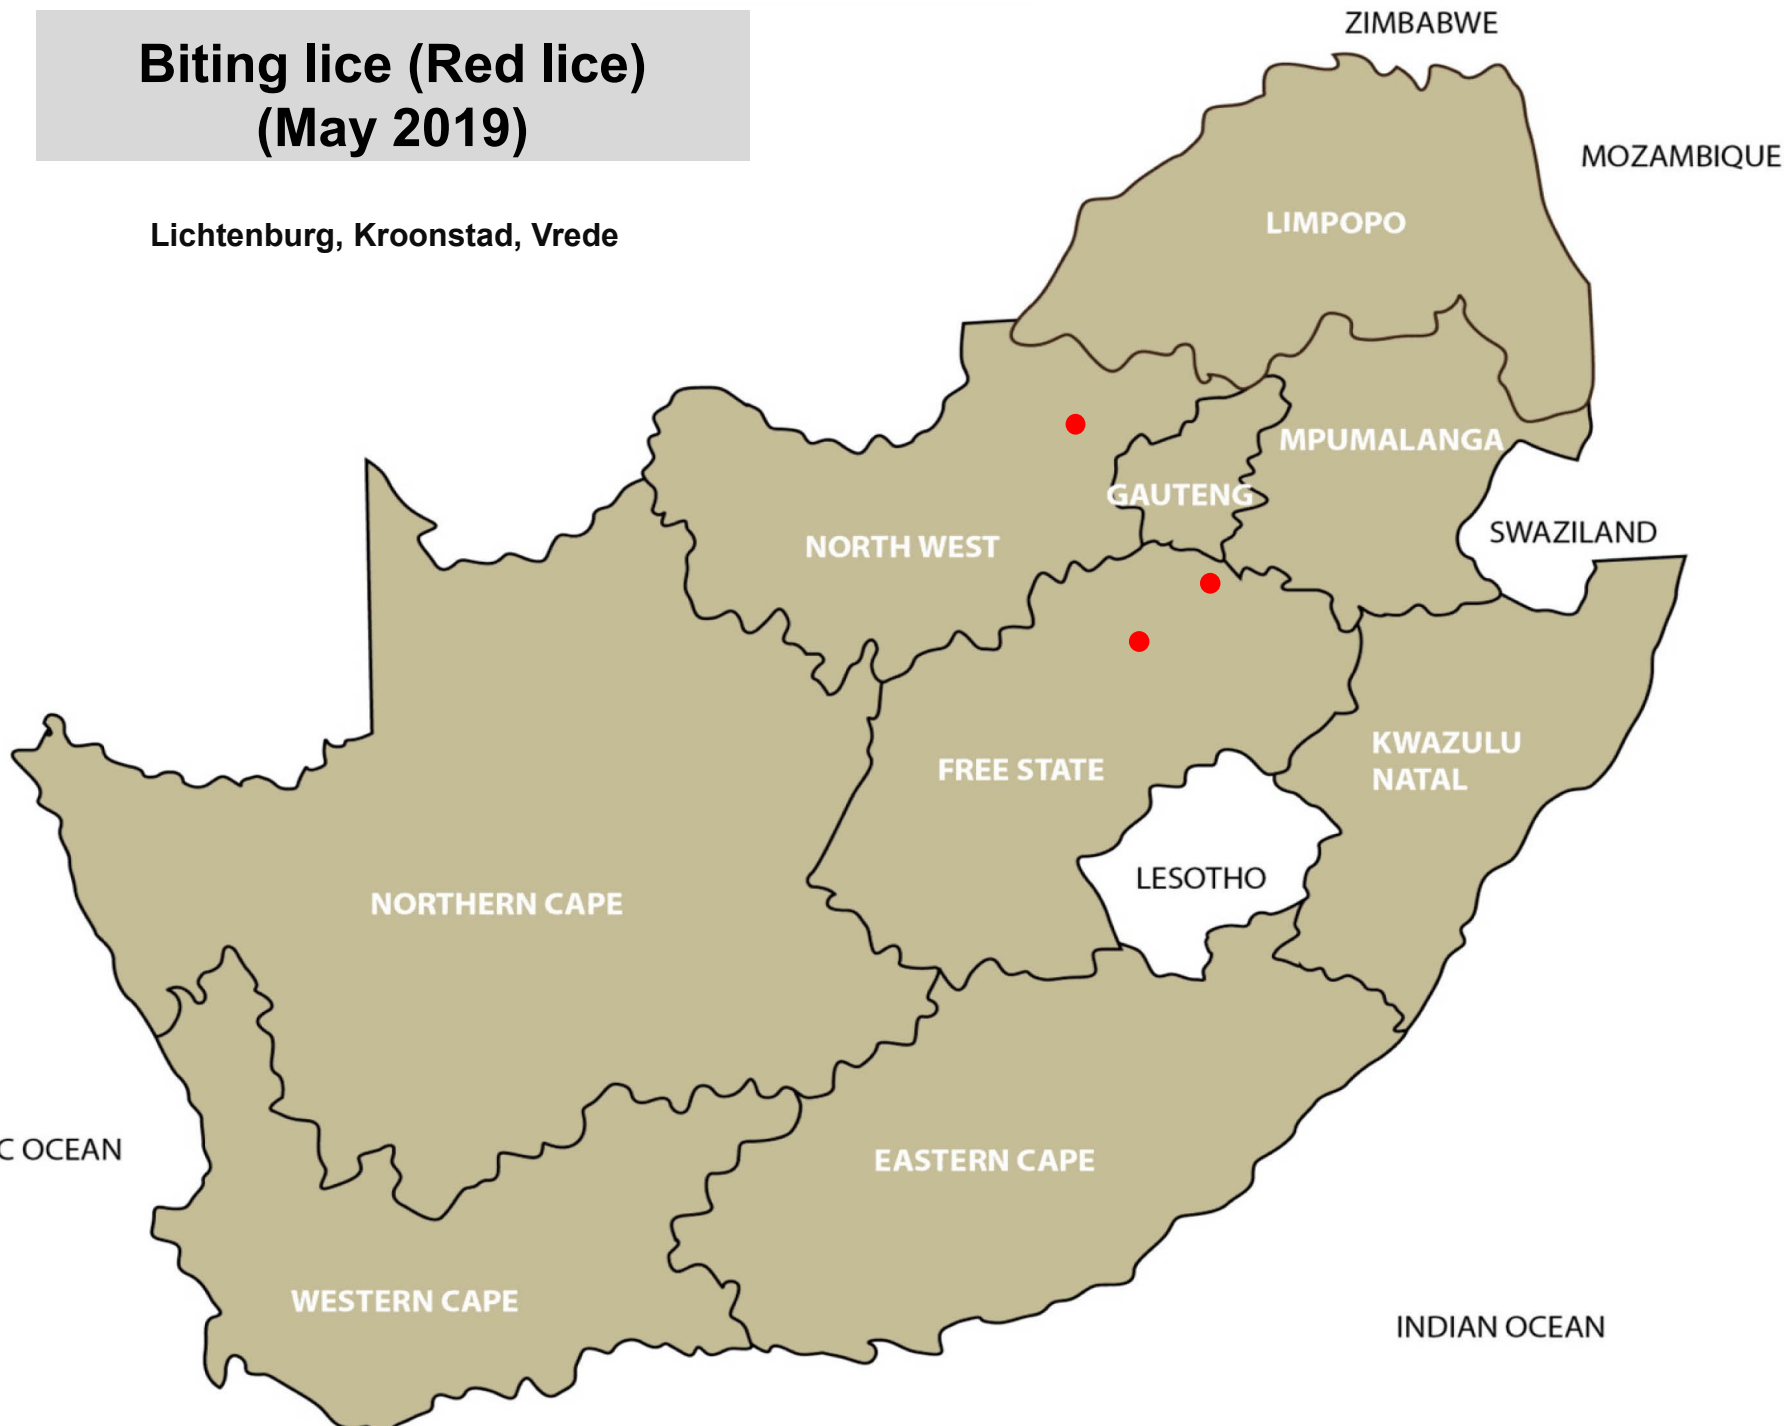 Biting lice (Red lice)
(May 2019)
Lichtenburg, Kroonstad, Vrede
ZIMBABWE
MOZAMBIQUE
LIMPOPO
MPUMALANGA
GAUTENG
SWAZILAND
NORTH WEST
KWAZULU
NATAL
FREE STATE
LESOTHO
NORTHERN CAPE
C OCEAN
EASTERN CAPE
WESTERN CAPE
INDIAN OCEAN